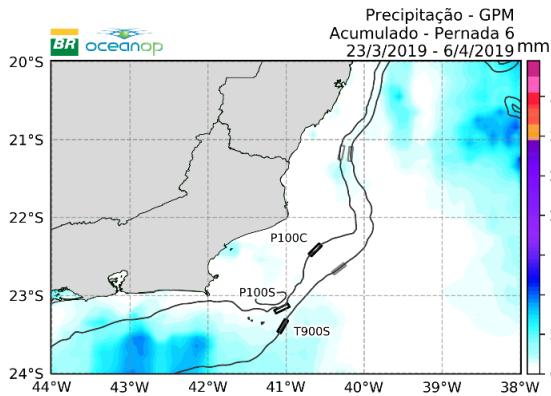 Precipitação - GPM
Acumulado - Pernada 6
23/3/2019 - 6/4/2019
mm
BR
oceanop
20°S
21°S
22°S
23°S
24°S
P100C
P100S
T900S
44°W
43°W
42°W
41°W
40°W
39°W
38°W